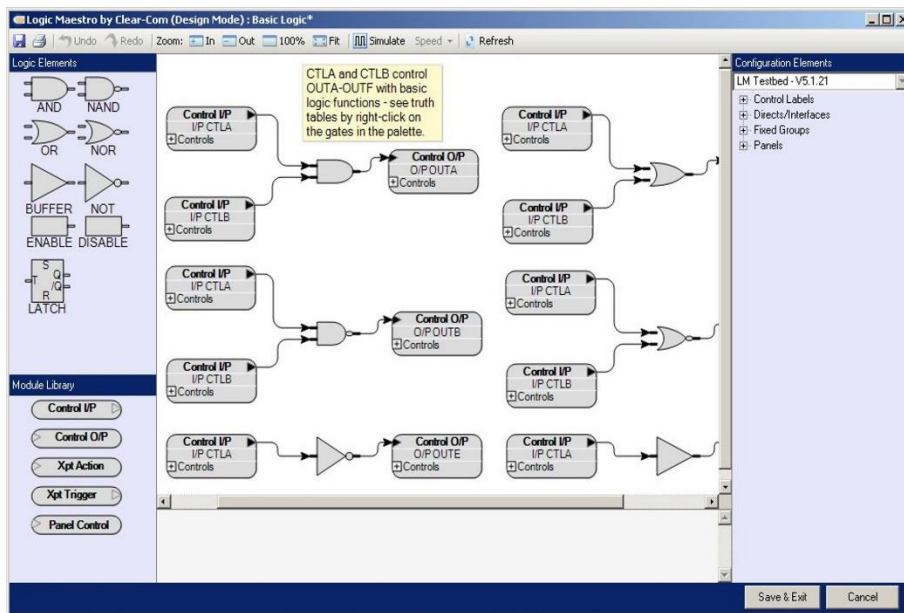 Logic Maestro by Clear-Com (Design Mode) : Basic Logic*
Undo Redo Zoom: In Out 100% Fit Simulate Speed Refresh
Logic Elements
AND NAND
OR NOR
BUFFER NOT
ENABLE DISABLE
S
T Q
/Q
R
LATCH
Module Library
Control I/P
Control O/P
Xpt Action
Xpt Trigger
Panel Control
CTLA and CTLB control
OUTA-OUTF with basic
logic functions - see truth
tables by right-click on
the gates in the palette.
Control I/P
I/P CTLA
Controls
Control I/P
I/P CTLB
Controls
Control O/P
O/P OUTA
Controls
Control I/P
I/P CTLA
Controls
Control I/P
I/P CTLB
Controls
Control I/P
I/P CTLA
Controls
Control I/P
I/P CTLB
Controls
Control O/P
O/P OUTB
Controls
Control I/P
I/P CTLA
Controls
Control I/P
I/P CTLB
Controls
Control I/P
I/P CTLA
Controls
Control O/P
O/P OUTE
Controls
Control I/P
I/P CTLA
Controls
Configuration Elements
LM Testbed - V5.1.21
Control Labels
Directs/Interfaces
Fixed Groups
Panels
Save & Exit Cancel